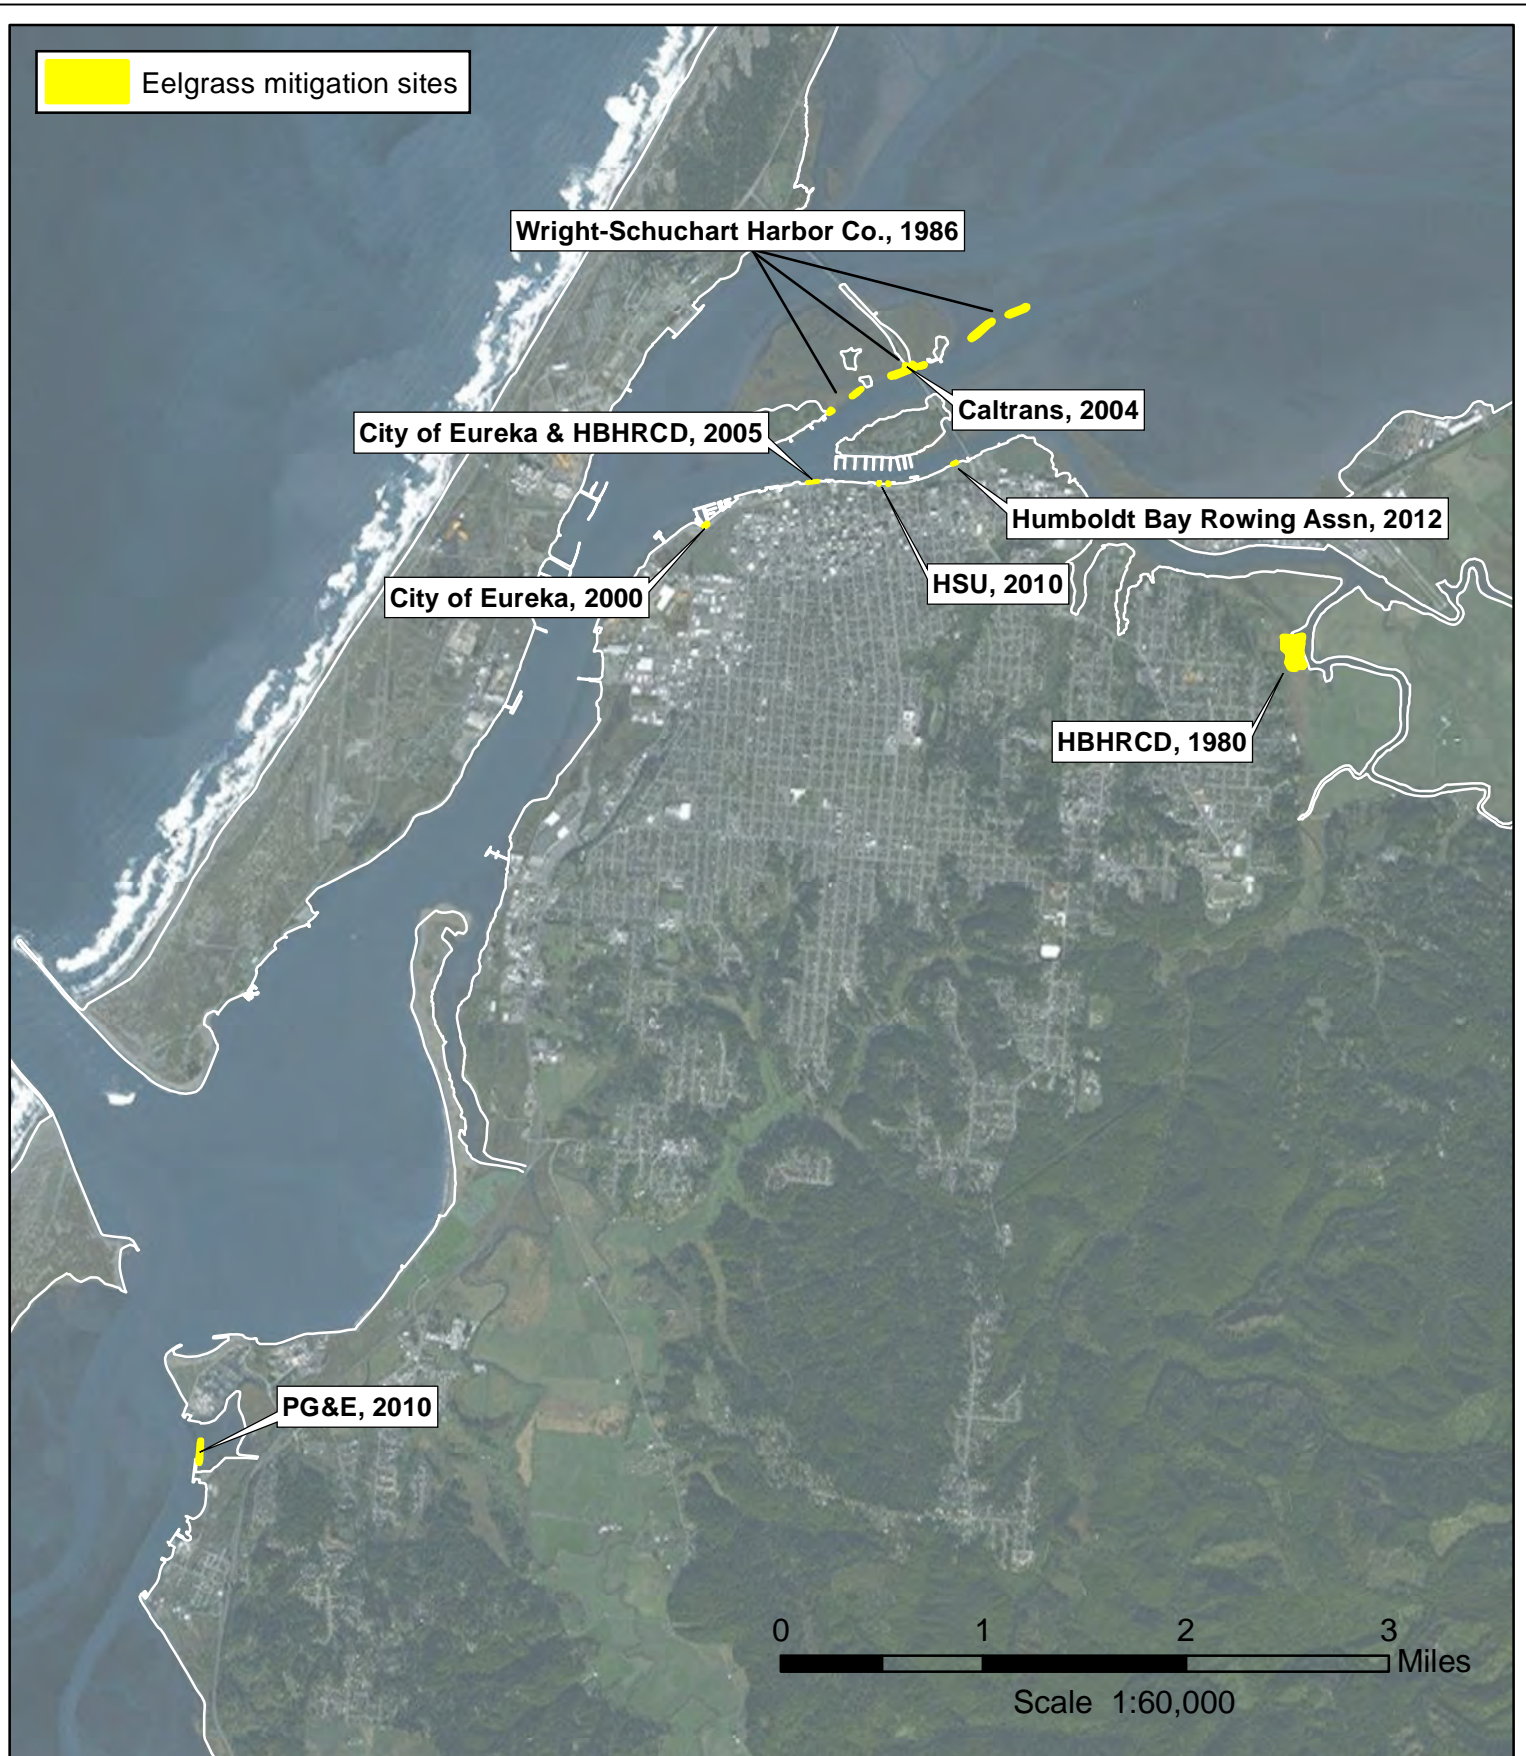 Eelgrass mitigation sites
Wright-Schuchart Harbor Co., 1986
Caltrans, 2004
City of Eureka & HBHRCD, 2005
Humboldt Bay Rowing Assn, 2012
HSU, 2010
City of Eureka, 2000
HBHRCD, 1980
PG&E, 2010
0 1 2 3
Miles
Scale 1:60,000